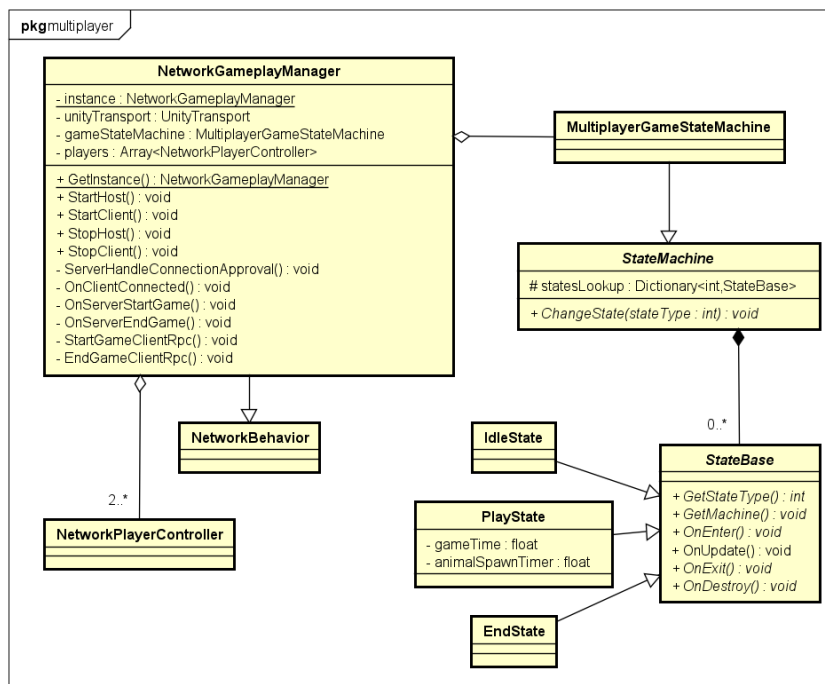 pkg multiplayer
NetworkGameplayManager
- instance : NetworkGameplayManager
- unityTransport : UnityTransport
- gameStateMachine : MultiplayerGameStateMachine
- players : Array<NetworkPlayerController>
+ GetInstance() : NetworkGameplayManager
+ StartHost() : void
+ StartClient() : void
+ StopHost() : void
+ StopClient() : void
- ServerHandleConnectionApproval() : void
- OnClientConnected() : void
- OnServerStartGame() : void
- OnServerEndGame() : void
- StartGameClientRpc() : void
- EndGameClientRpc() : void
MultiplayerGameStateMachine
StateMachine
# statesLookup : Dictionary<int,StateBase>
+ ChangeState(stateType : int) : void
0..*
NetworkBehavior
2..*
NetworkPlayerController
IdleState
PlayState
- gameTime : float
- animalSpawnTimer : float
EndState
StateBase
+ GetStateType() : int
+ GetMachine() : void
+ OnEnter() : void
+ OnUpdate() : void
+ OnExit() : void
+ OnDestroy() : void